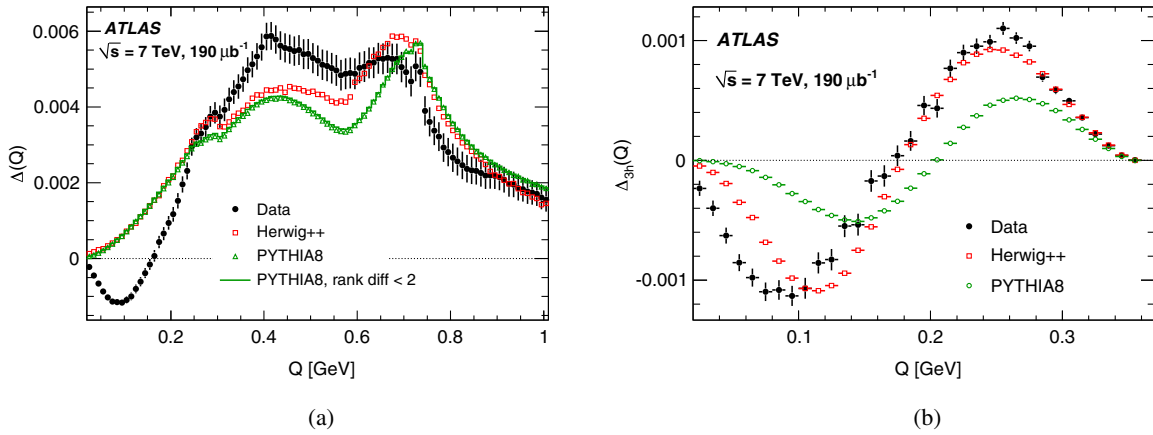 ATLAS
√s = 7 TeV, 190 μb⁻¹
Δ(Q)
0.006
0.004
0.002
0
Data
Herwig++
PYTHIA8
PYTHIA8, rank diff < 2
0 0.2 0.4 0.6 0.8 1
Q [GeV]
(a)
ATLAS
√s = 7 TeV, 190 μb⁻¹
Δ3h(Q)
0.001
0
-0.001
Data
Herwig++
PYTHIA8
0.1 0.2 0.3
Q [GeV]
(b)